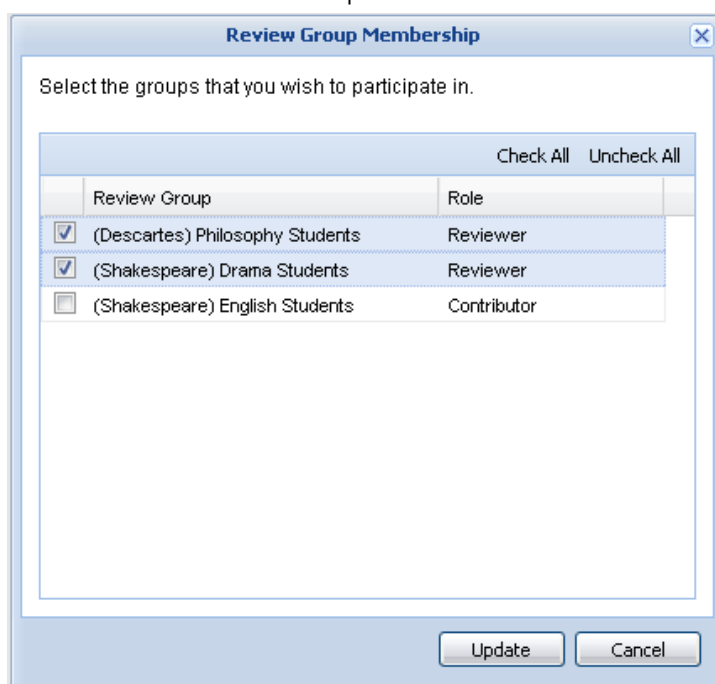 Review Group Membership
Select the groups that you wish to participate in.
Check All Uncheck All
Review Group Role
(Descartes) Philosophy Students Reviewer
(Shakespeare) Drama Students Reviewer
(Shakespeare) English Students Contributor
Update Cancel